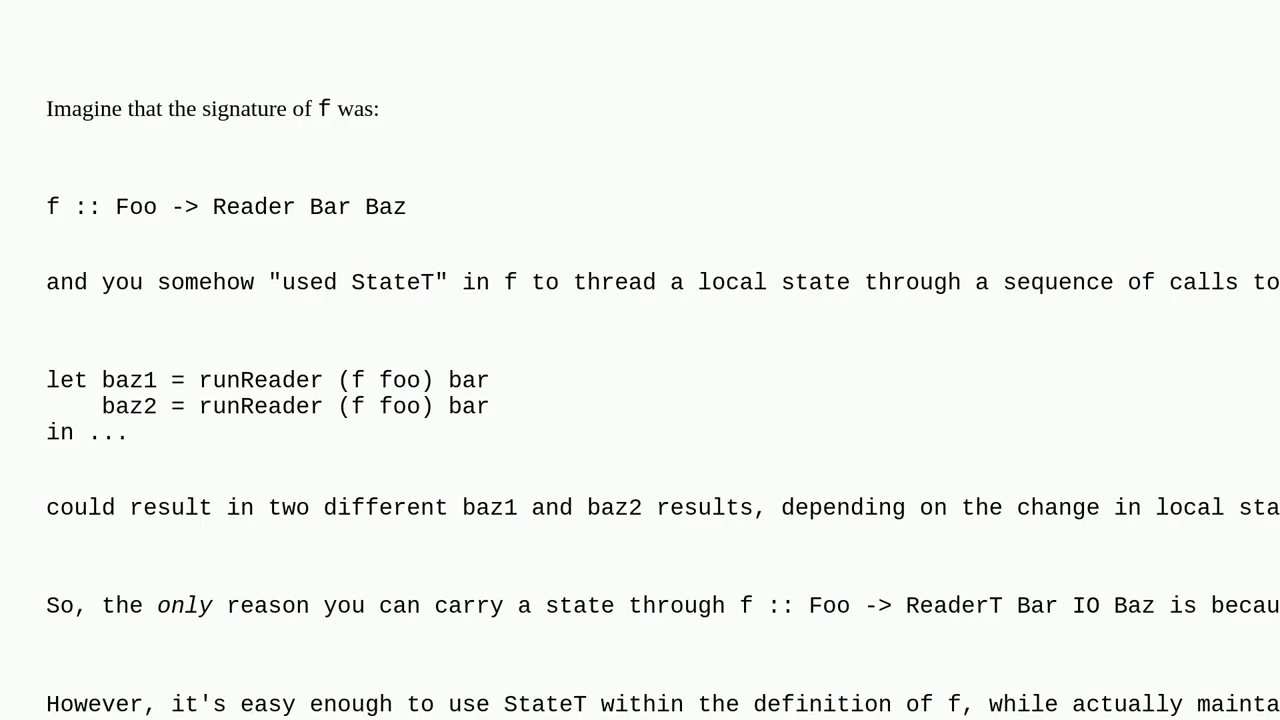 Imagine that the signature of f was:
f :: Foo -> Reader Bar Baz
and you somehow "used StateT" in f to thread a local state through a sequence of calls to
let baz1 = runReader (f foo) bar
    baz2 = runReader (f foo) bar
in ...
could result in two different baz1 and baz2 results, depending on the change in local sta
So, the only reason you can carry a state through f :: Foo -> ReaderT Bar IO Baz is becau
However, it's easy enough to use StateT within the definition of f, while actually mainta